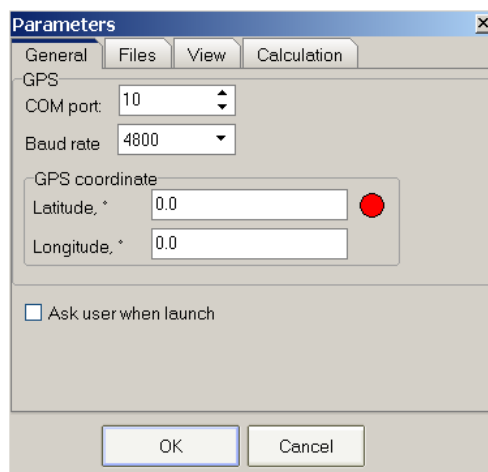 Parameters
General Files View Calculation
GPS
COM port: 10
Baud rate 4800
GPS coordinate
Latitude, ° 0.0
Longitude, ° 0.0
Ask user when launch
OK Cancel